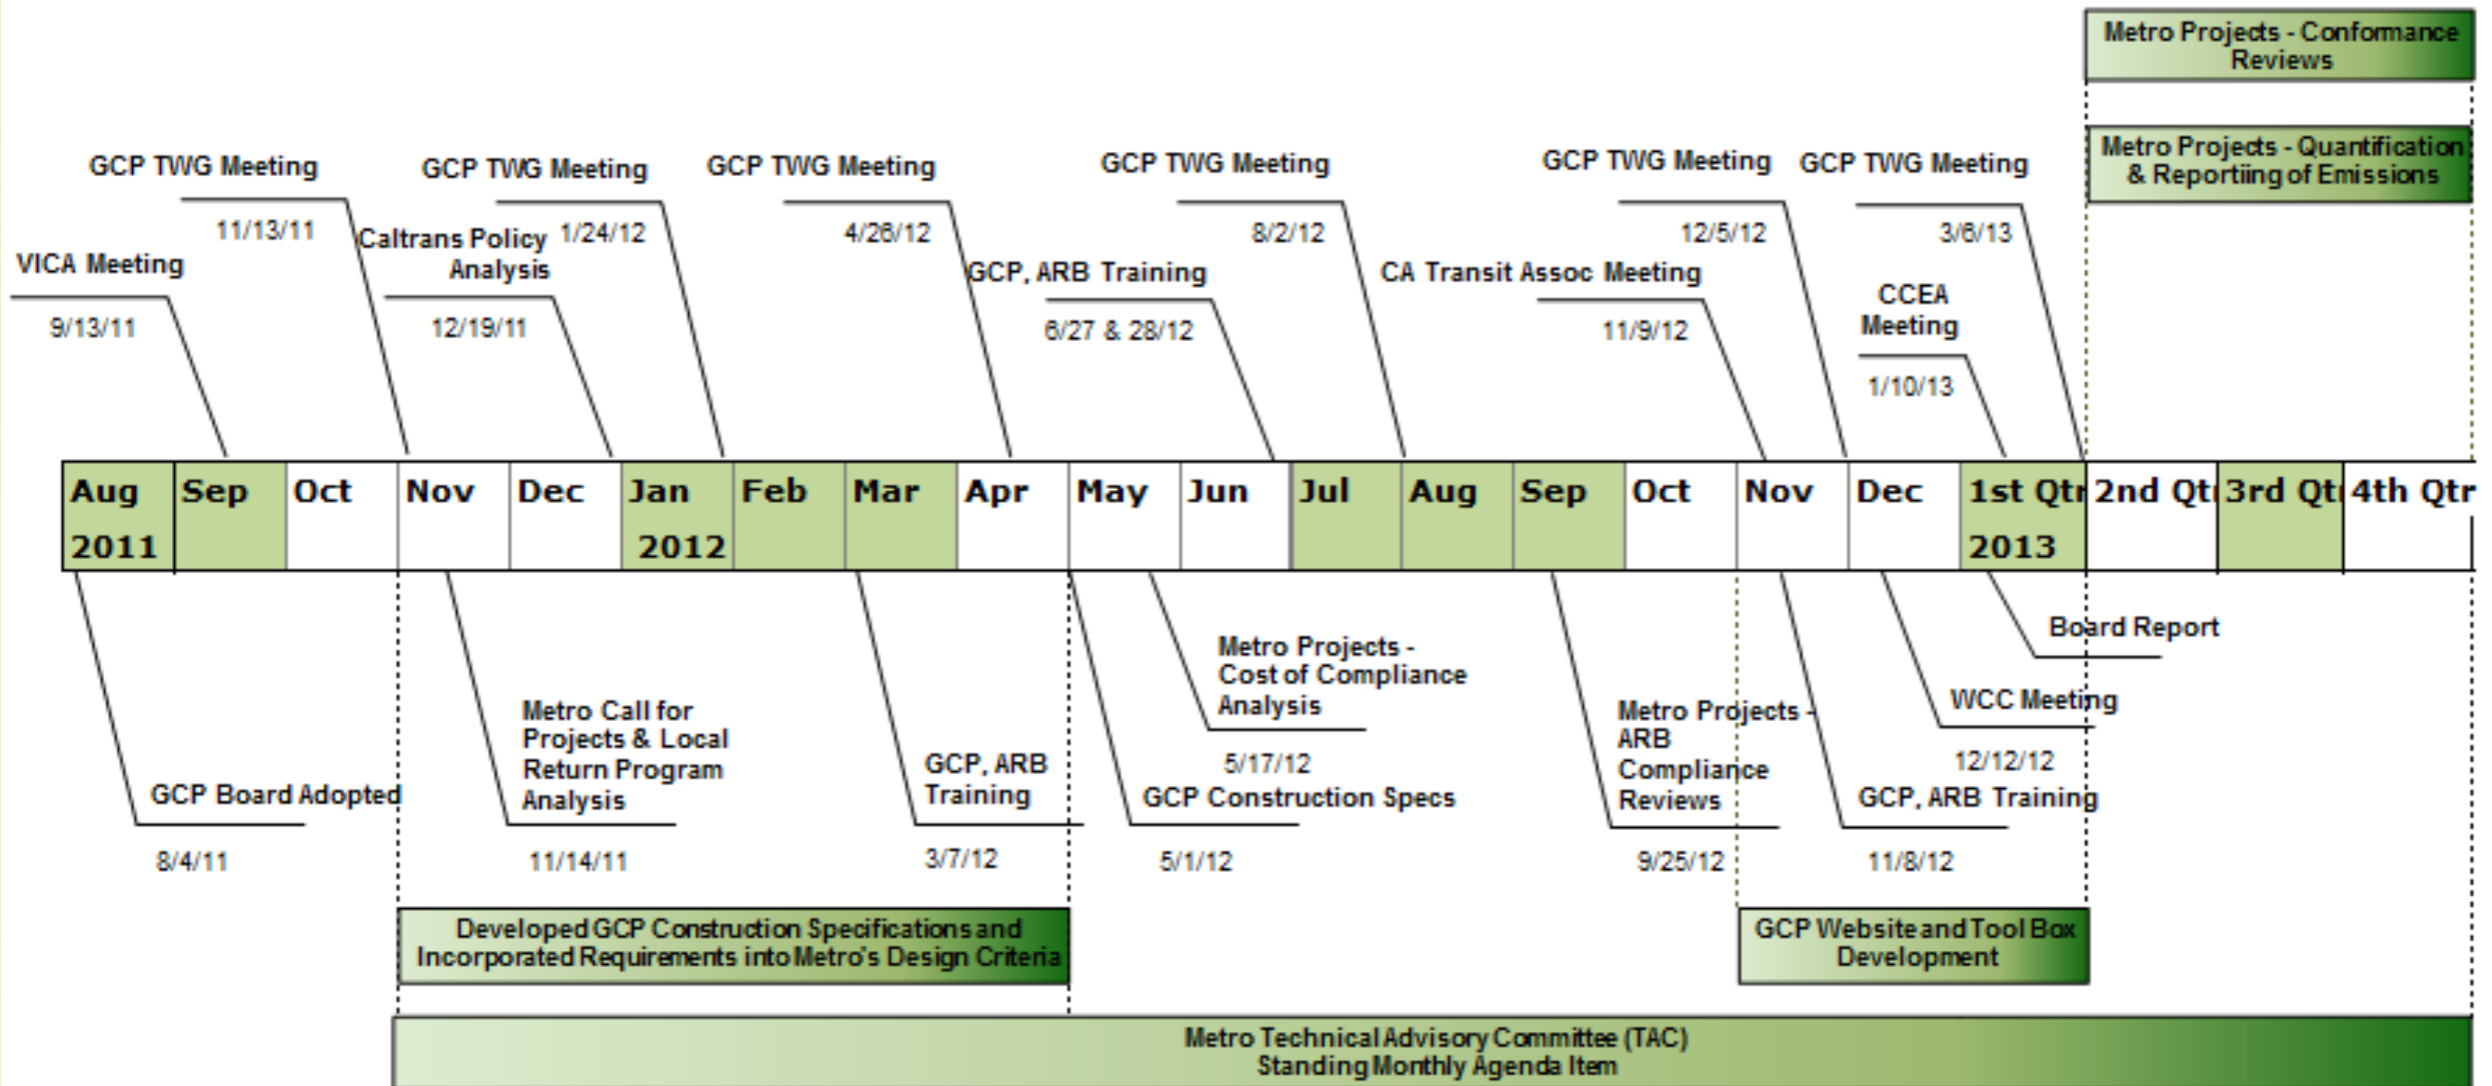 Metro Projects - Conformance
Reviews
Metro Projects - Quantification
& Reportiing of Emissions
GCP TWG Meeting
11/13/11
GCP TWG Meeting
1/24/12
GCP TWG Meeting
4/26/12
GCP TWG Meeting
8/2/12
GCP TWG Meeting
12/5/12
GCP TWG Meeting
3/6/13
VICA Meeting
9/13/11
Caltrans Policy
Analysis
12/19/11
GCP, ARB Training
6/27 & 28/12
CA Transit Assoc Meeting
11/9/12
CCEA
Meeting
1/10/13
Aug Sep Oct Nov Dec Jan Feb Mar Apr May Jun Jul Aug Sep Oct Nov Dec 1st Qtr 2nd Qtr 3rd Qtr 4th Qtr
2011 2012 2013
GCP Board Adopted
8/4/11
Metro Call for
Projects & Local
Return Program
Analysis
11/14/11
GCP, ARB
Training
3/7/12
Metro Projects -
Cost of Compliance
Analysis
5/17/12
GCP Construction Specs
5/1/12
Metro Projects -
ARB
Compliance
Reviews
9/25/12
Board Report
WCC Meeting
12/12/12
GCP, ARB Training
11/8/12
Developed GCP Construction Specifications and
Incorporated Requirements into Metro's Design Criteria
GCP Website and Tool Box
Development
Metro Technical Advisory Committee (TAC)
Standing Monthly Agenda Item